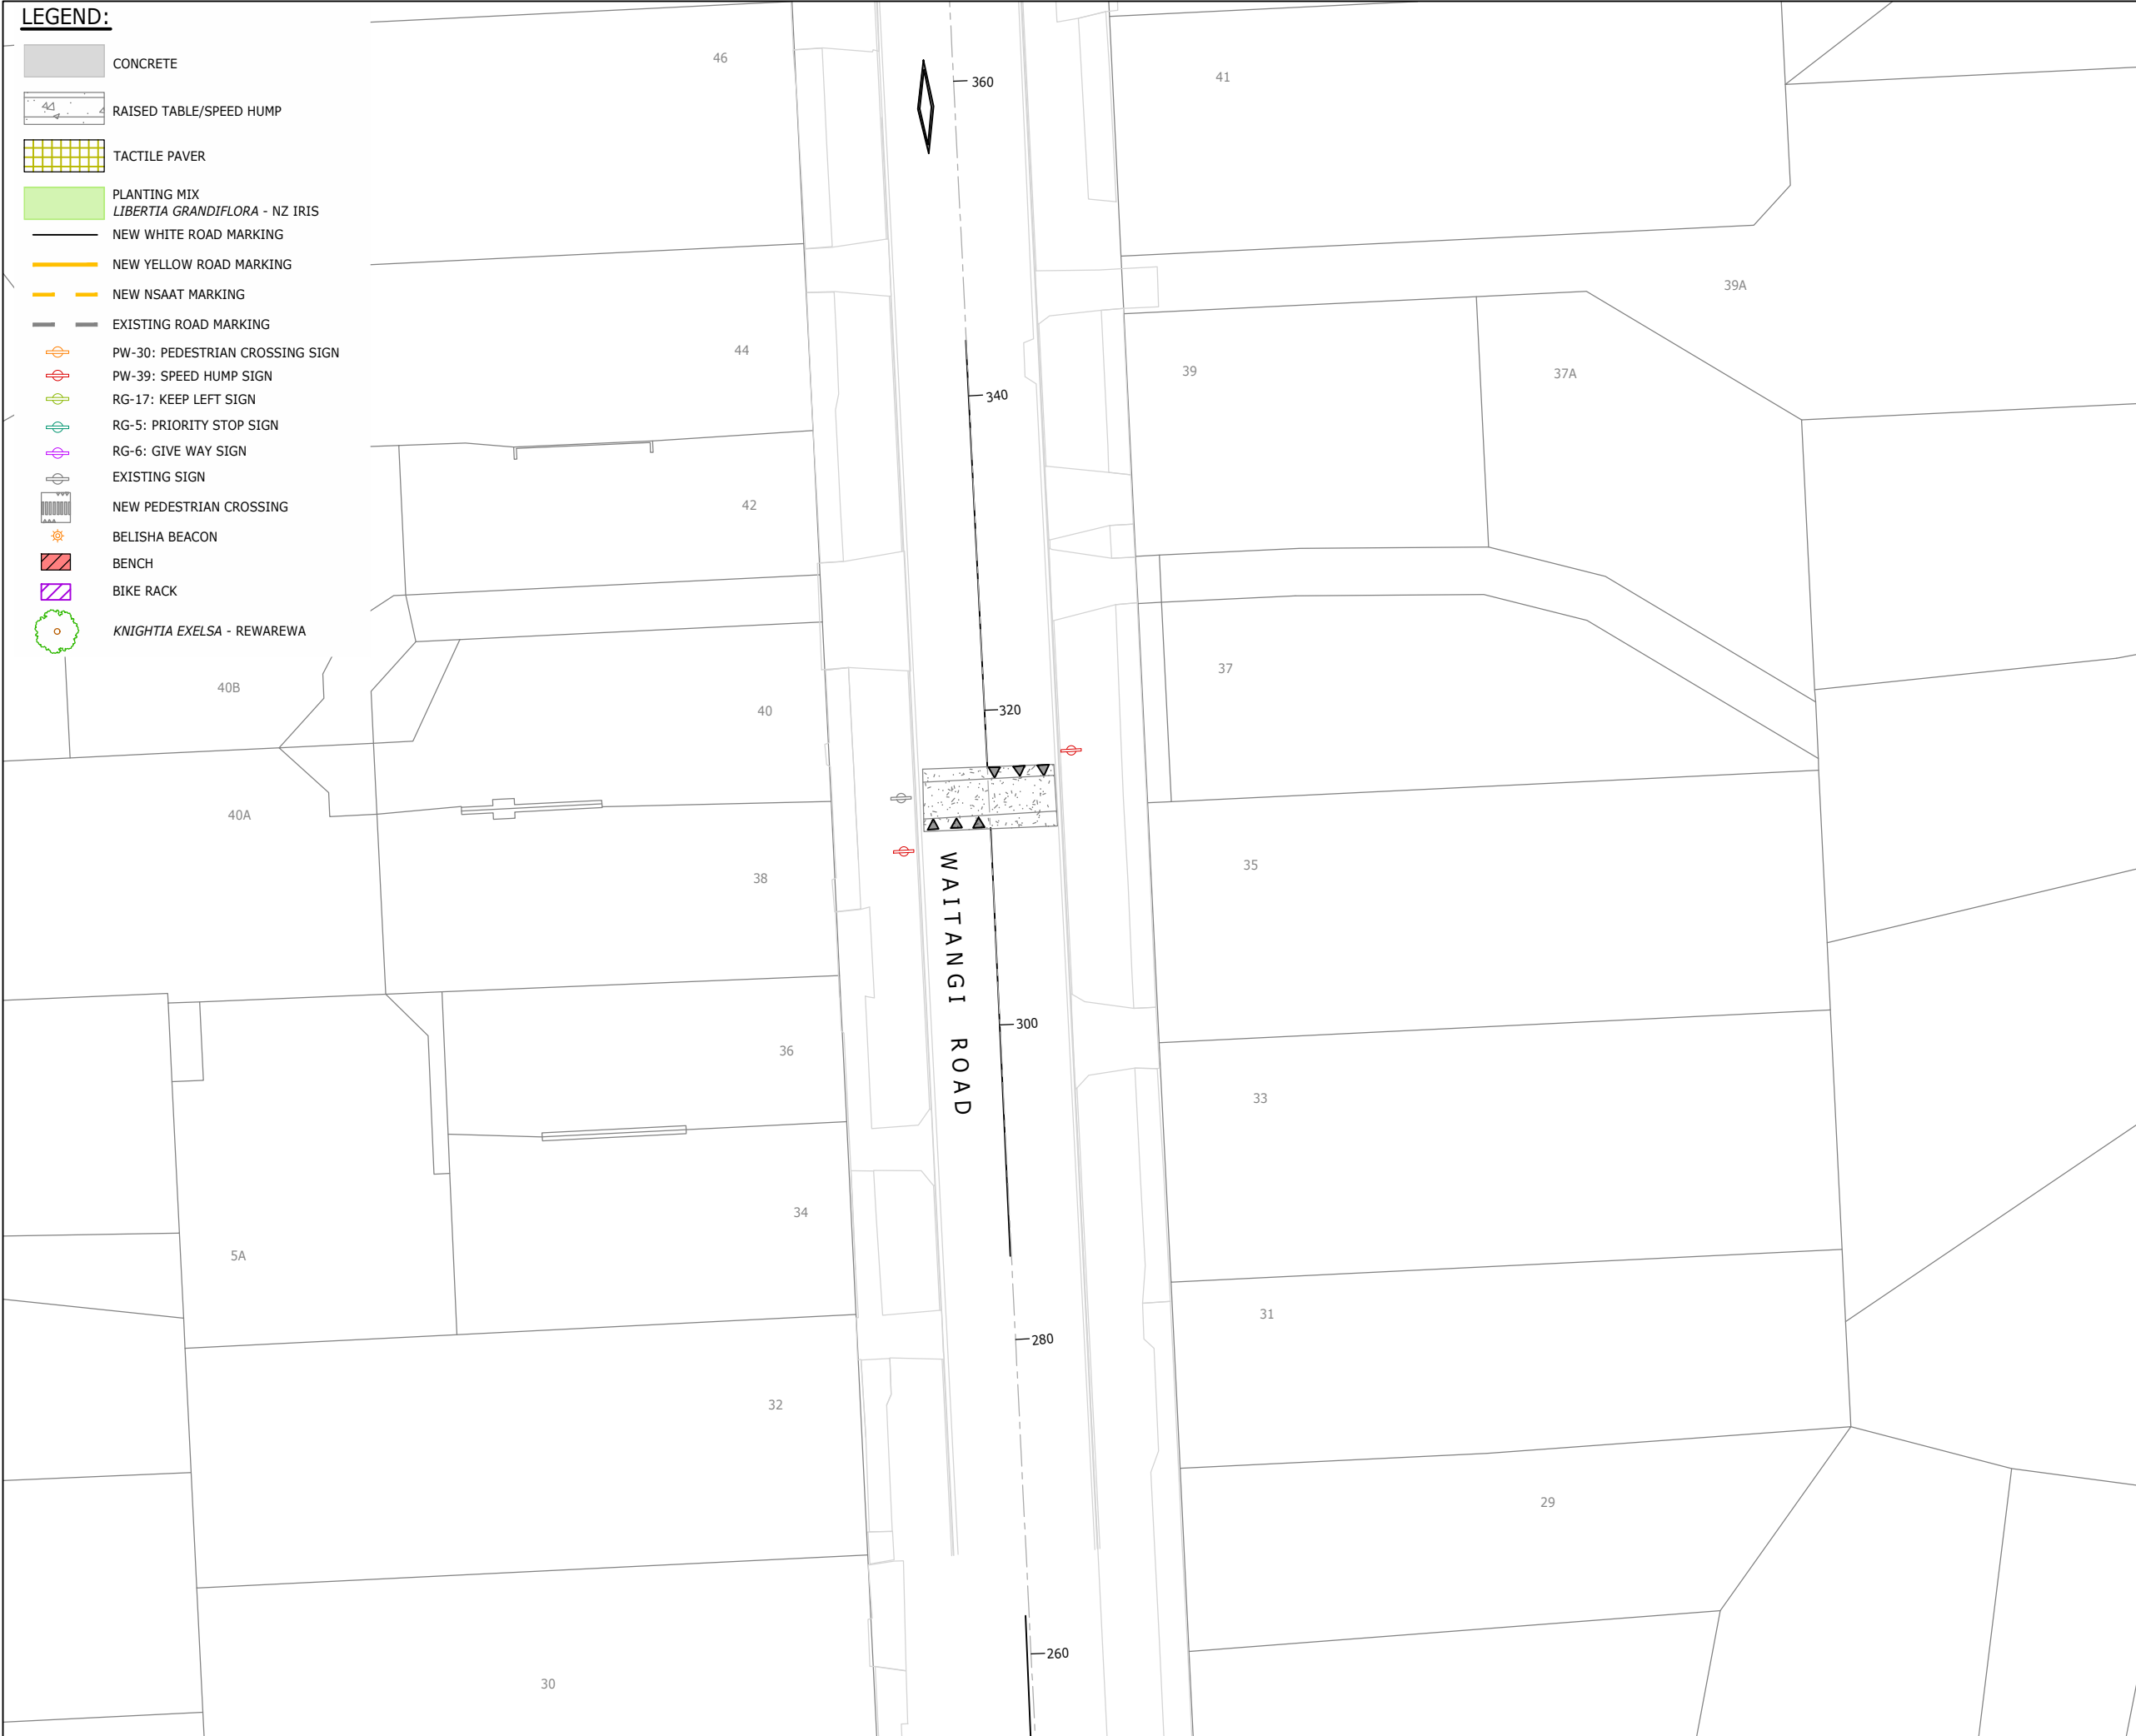 LEGEND:
CONCRETE
RAISED TABLE/SPEED HUMP
TACTILE PAVER
PLANTING MIX
LIBERTIA GRANDIFLORA - NZ IRIS
NEW WHITE ROAD MARKING
NEW YELLOW ROAD MARKING
NEW NSAAT MARKING
EXISTING ROAD MARKING
PW-30: PEDESTRIAN CROSSING SIGN
PW-39: SPEED HUMP SIGN
RG-17: KEEP LEFT SIGN
RG-5: PRIORITY STOP SIGN
RG-6: GIVE WAY SIGN
EXISTING SIGN
NEW PEDESTRIAN CROSSING
BELISHA BEACON
BENCH
BIKE RACK
KNIGHTIA EXELSA - REWAREWA
46
44
42
40B
40
40A
38
36
34
5A
32
30
360
340
320
300
280
260
WAITANGI ROAD
41
39A
39
37A
37
35
33
31
29